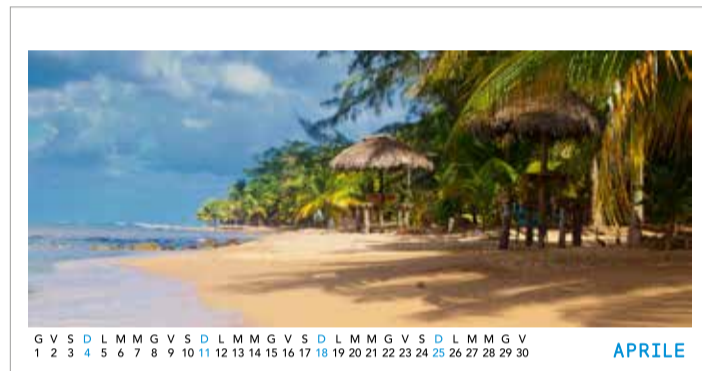 G V S D L M M G V S D L M M G V S D L M M G V S D L M M G V
1 2 3 4 5 6 7 8 9 10 11 12 13 14 15 16 17 18 19 20 21 22 23 24 25 26 27 28 29 30
APRILE